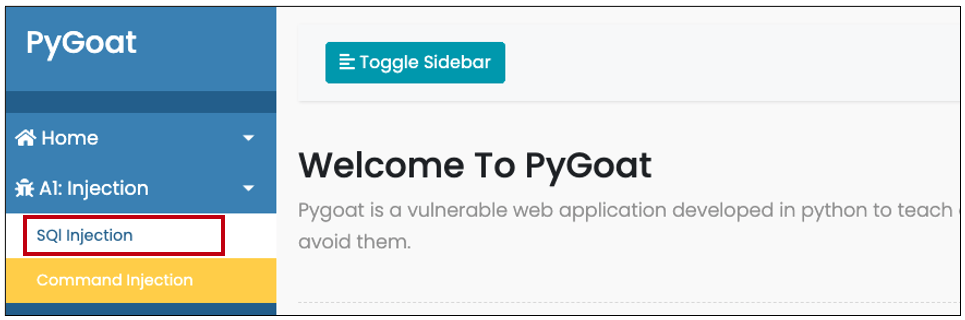 PyGoat
Toggle Sidebar
Home
A1: Injection
SQl Injection
Command Injection
Welcome To PyGoat
Pygoat is a vulnerable web application developed in python to teach
avoid them.